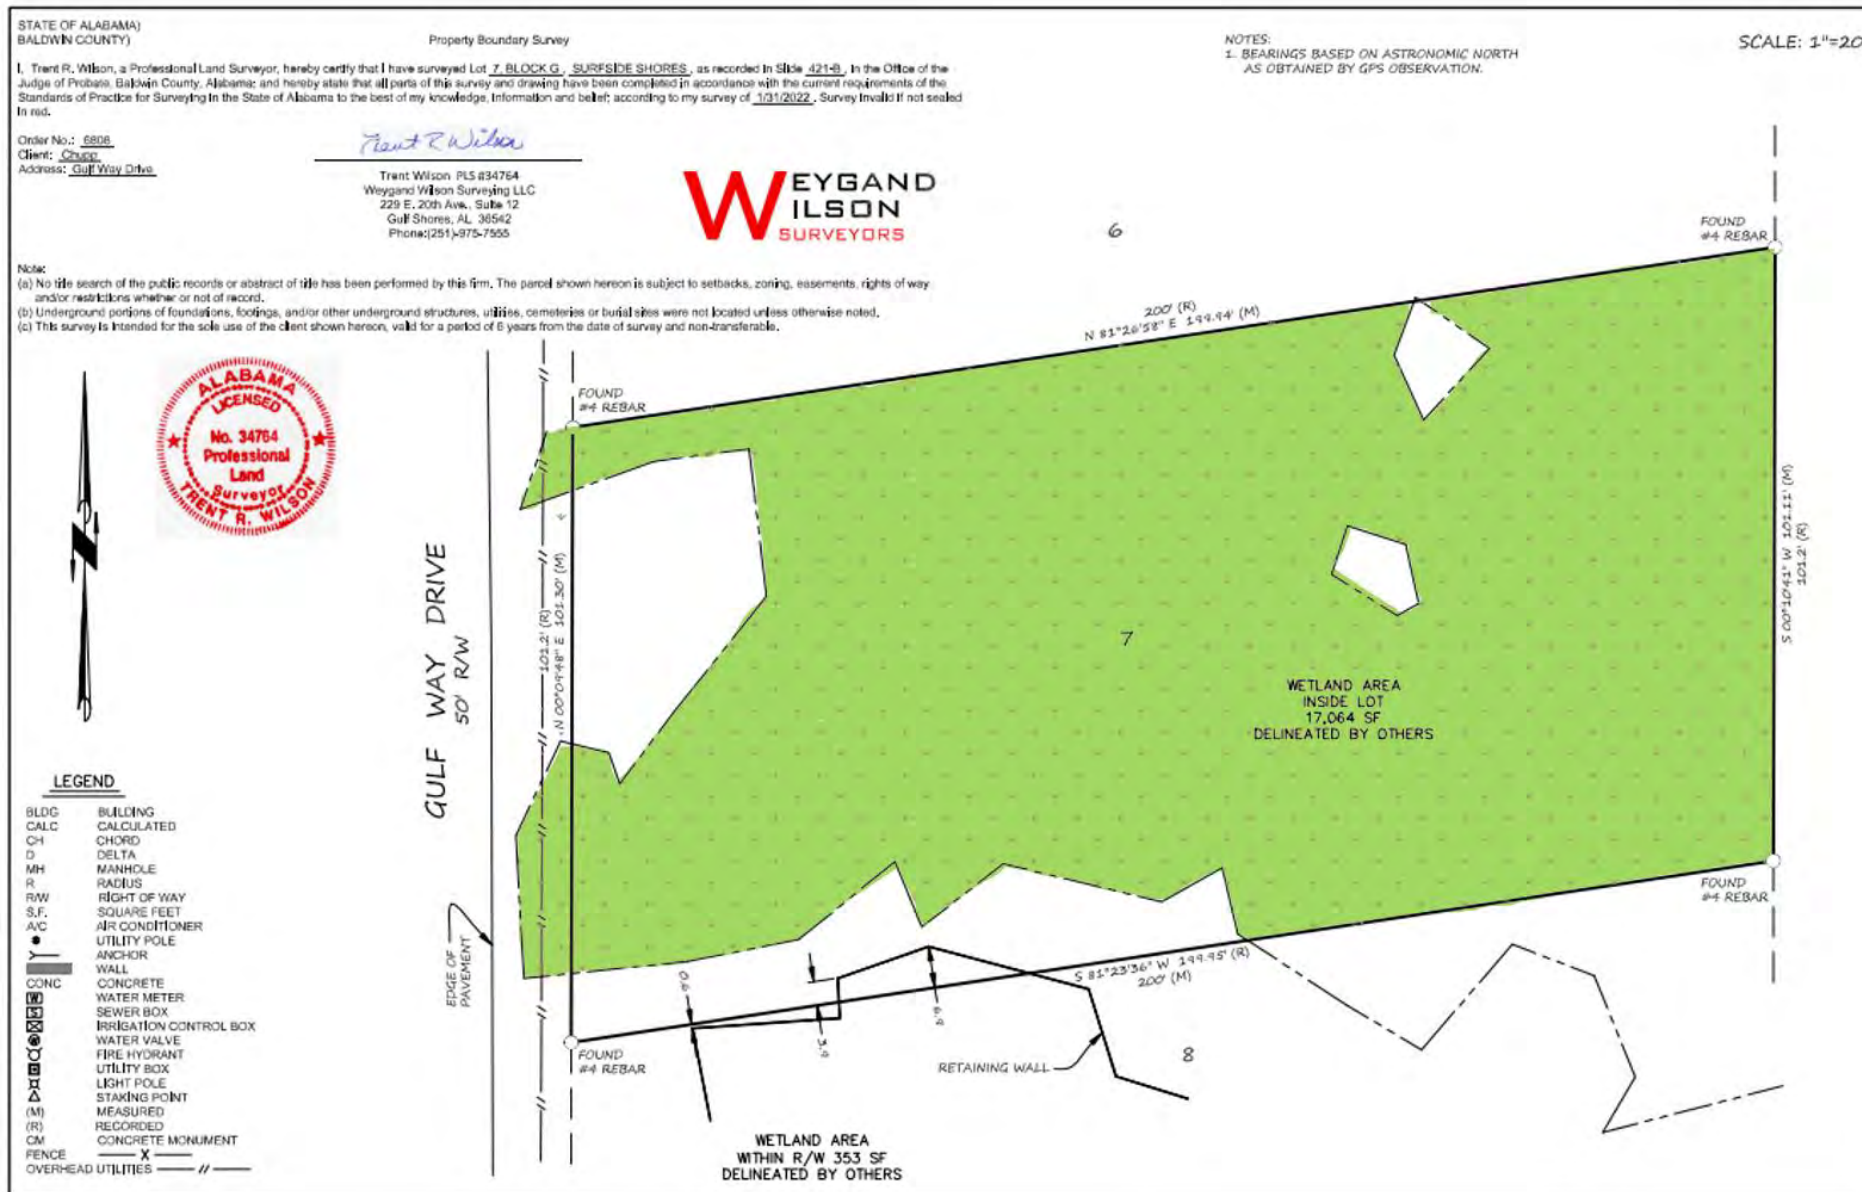 STATE OF ALABAMA)
BALDWIN COUNTY)
Property Boundary Survey
I, Trent R. Wilson, a Professional Land Surveyor, hereby certify that I have surveyed Lot 7, BLOCK G, SURFSIDE SHORES, as recorded in Slide 421-B, in the Office of the
Judge of Probate, Baldwin County, Alabama; and hereby state that all parts of this survey and drawing have been completed in accordance with the current requirements of the
Standards of Practice for Surveying in the State of Alabama to the best of my knowledge, information and belief; according to my survey of 1/31/2022. Survey invalid if not sealed
in red.
Order No.: 6808
Client: Chupp
Address: Gulf Way Drive
Trent R Wilson
Trent Wilson PLS #34764
Weygand Wilson Surveying LLC
229 E. 20th Ave., Suite 12
Gulf Shores, AL 36542
Phone:(251)-975-7555
WEYGAND
WILSON
SURVEYORS
NOTES:
1. BEARINGS BASED ON ASTRONOMIC NORTH
AS OBTAINED BY GPS OBSERVATION.
SCALE: 1"=20
Note:
(a) No title search of the public records or abstract of title has been performed by this firm. The parcel shown hereon is subject to setbacks, zoning, easements, rights of way
and/or restrictions whether or not of record.
(b) Underground portions of foundations, footings, and/or other underground structures, utilities, cemeteries or burial sites were not located unless otherwise noted.
(c) This survey is intended for the sole use of the client shown hereon, valid for a period of 6 years from the date of survey and non-transferable.
ALABAMA
LICENSED
No. 34764
Professional
Land
Surveyor
TRENT R. WILSON
N
6
FOUND
#4 REBAR
200' (R)
N 81°26'58" E 199.94' (M)
FOUND
#4 REBAR
GULF WAY DRIVE
50' R/W
101.2' (R)
N 00°09'48" E 101.30' (M)
S 00°10'41" W 101.11' (M)
101.2' (R)
7
WETLAND AREA
INSIDE LOT
17,064 SF
DELINEATED BY OTHERS
FOUND
#4 REBAR
EDGE OF
PAVEMENT
0.6
3.9
6.9
S 81°23'36" W 199.95' (R)
200' (M)
FOUND
#4 REBAR
RETAINING WALL
8
WETLAND AREA
WITHIN R/W 353 SF
DELINEATED BY OTHERS
LEGEND
BLDG BUILDING
CALC CALCULATED
CH CHORD
D DELTA
MH MANHOLE
R RADIUS
R/W RIGHT OF WAY
S.F. SQUARE FEET
A/C AIR CONDITIONER
UTILITY POLE
ANCHOR
WALL
CONC CONCRETE
W WATER METER
S SEWER BOX
IRRIGATION CONTROL BOX
WATER VALVE
FIRE HYDRANT
UTILITY BOX
LIGHT POLE
STAKING POINT
(M) MEASURED
(R) RECORDED
CM CONCRETE MONUMENT
FENCE X
OVERHEAD UTILITIES //